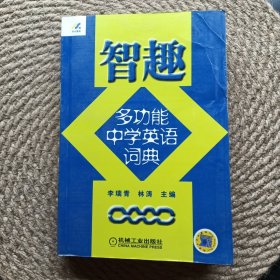 智趣
多功能
中学英语
词典
李瑞青 林涛 主编
机械工业出版社